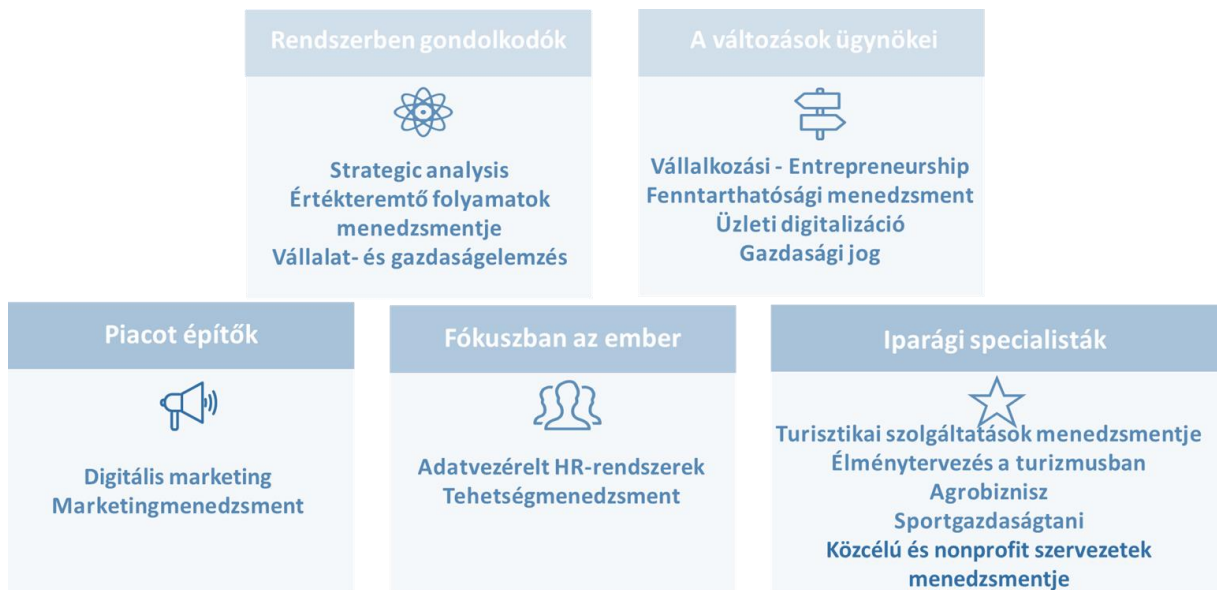 Rendszerben gondolkodók
Strategic analysis
Értékteremtő folyamatok
menedzsmentje
Vállalat- és gazdaságelemzés
A változások ügynökei
Vállalkozási - Entrepreneurship
Fenntarthatósági menedzsment
Üzleti digitalizáció
Gazdasági jog
Piacot építők
Digitális marketing
Marketingmenedzsment
Fókuszban az ember
Adatvezérelt HR-rendszerek
Tehetségmenedzsment
Iparági specialisták
Turisztikai szolgáltatások menedzsmentje
Élménytervezés a turizmusban
Agrobiznisz
Sportgazdaságtani
Közcélú és nonprofit szervezetek
menedzsmentje